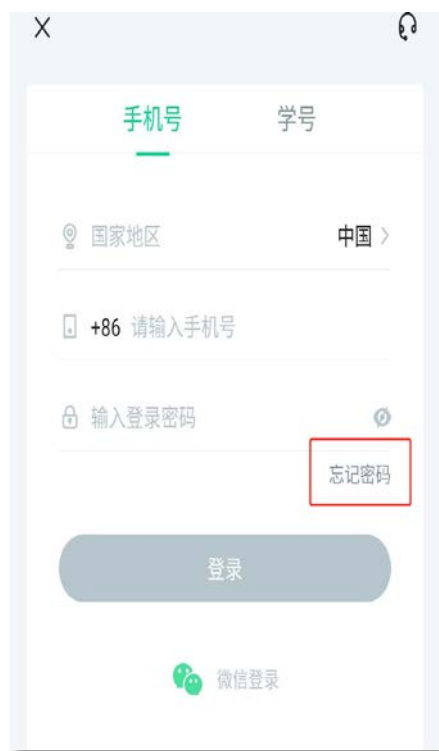 手机号 学号
国家地区 中国
+86 请输入手机号
输入登录密码
忘记密码
登录
微信登录